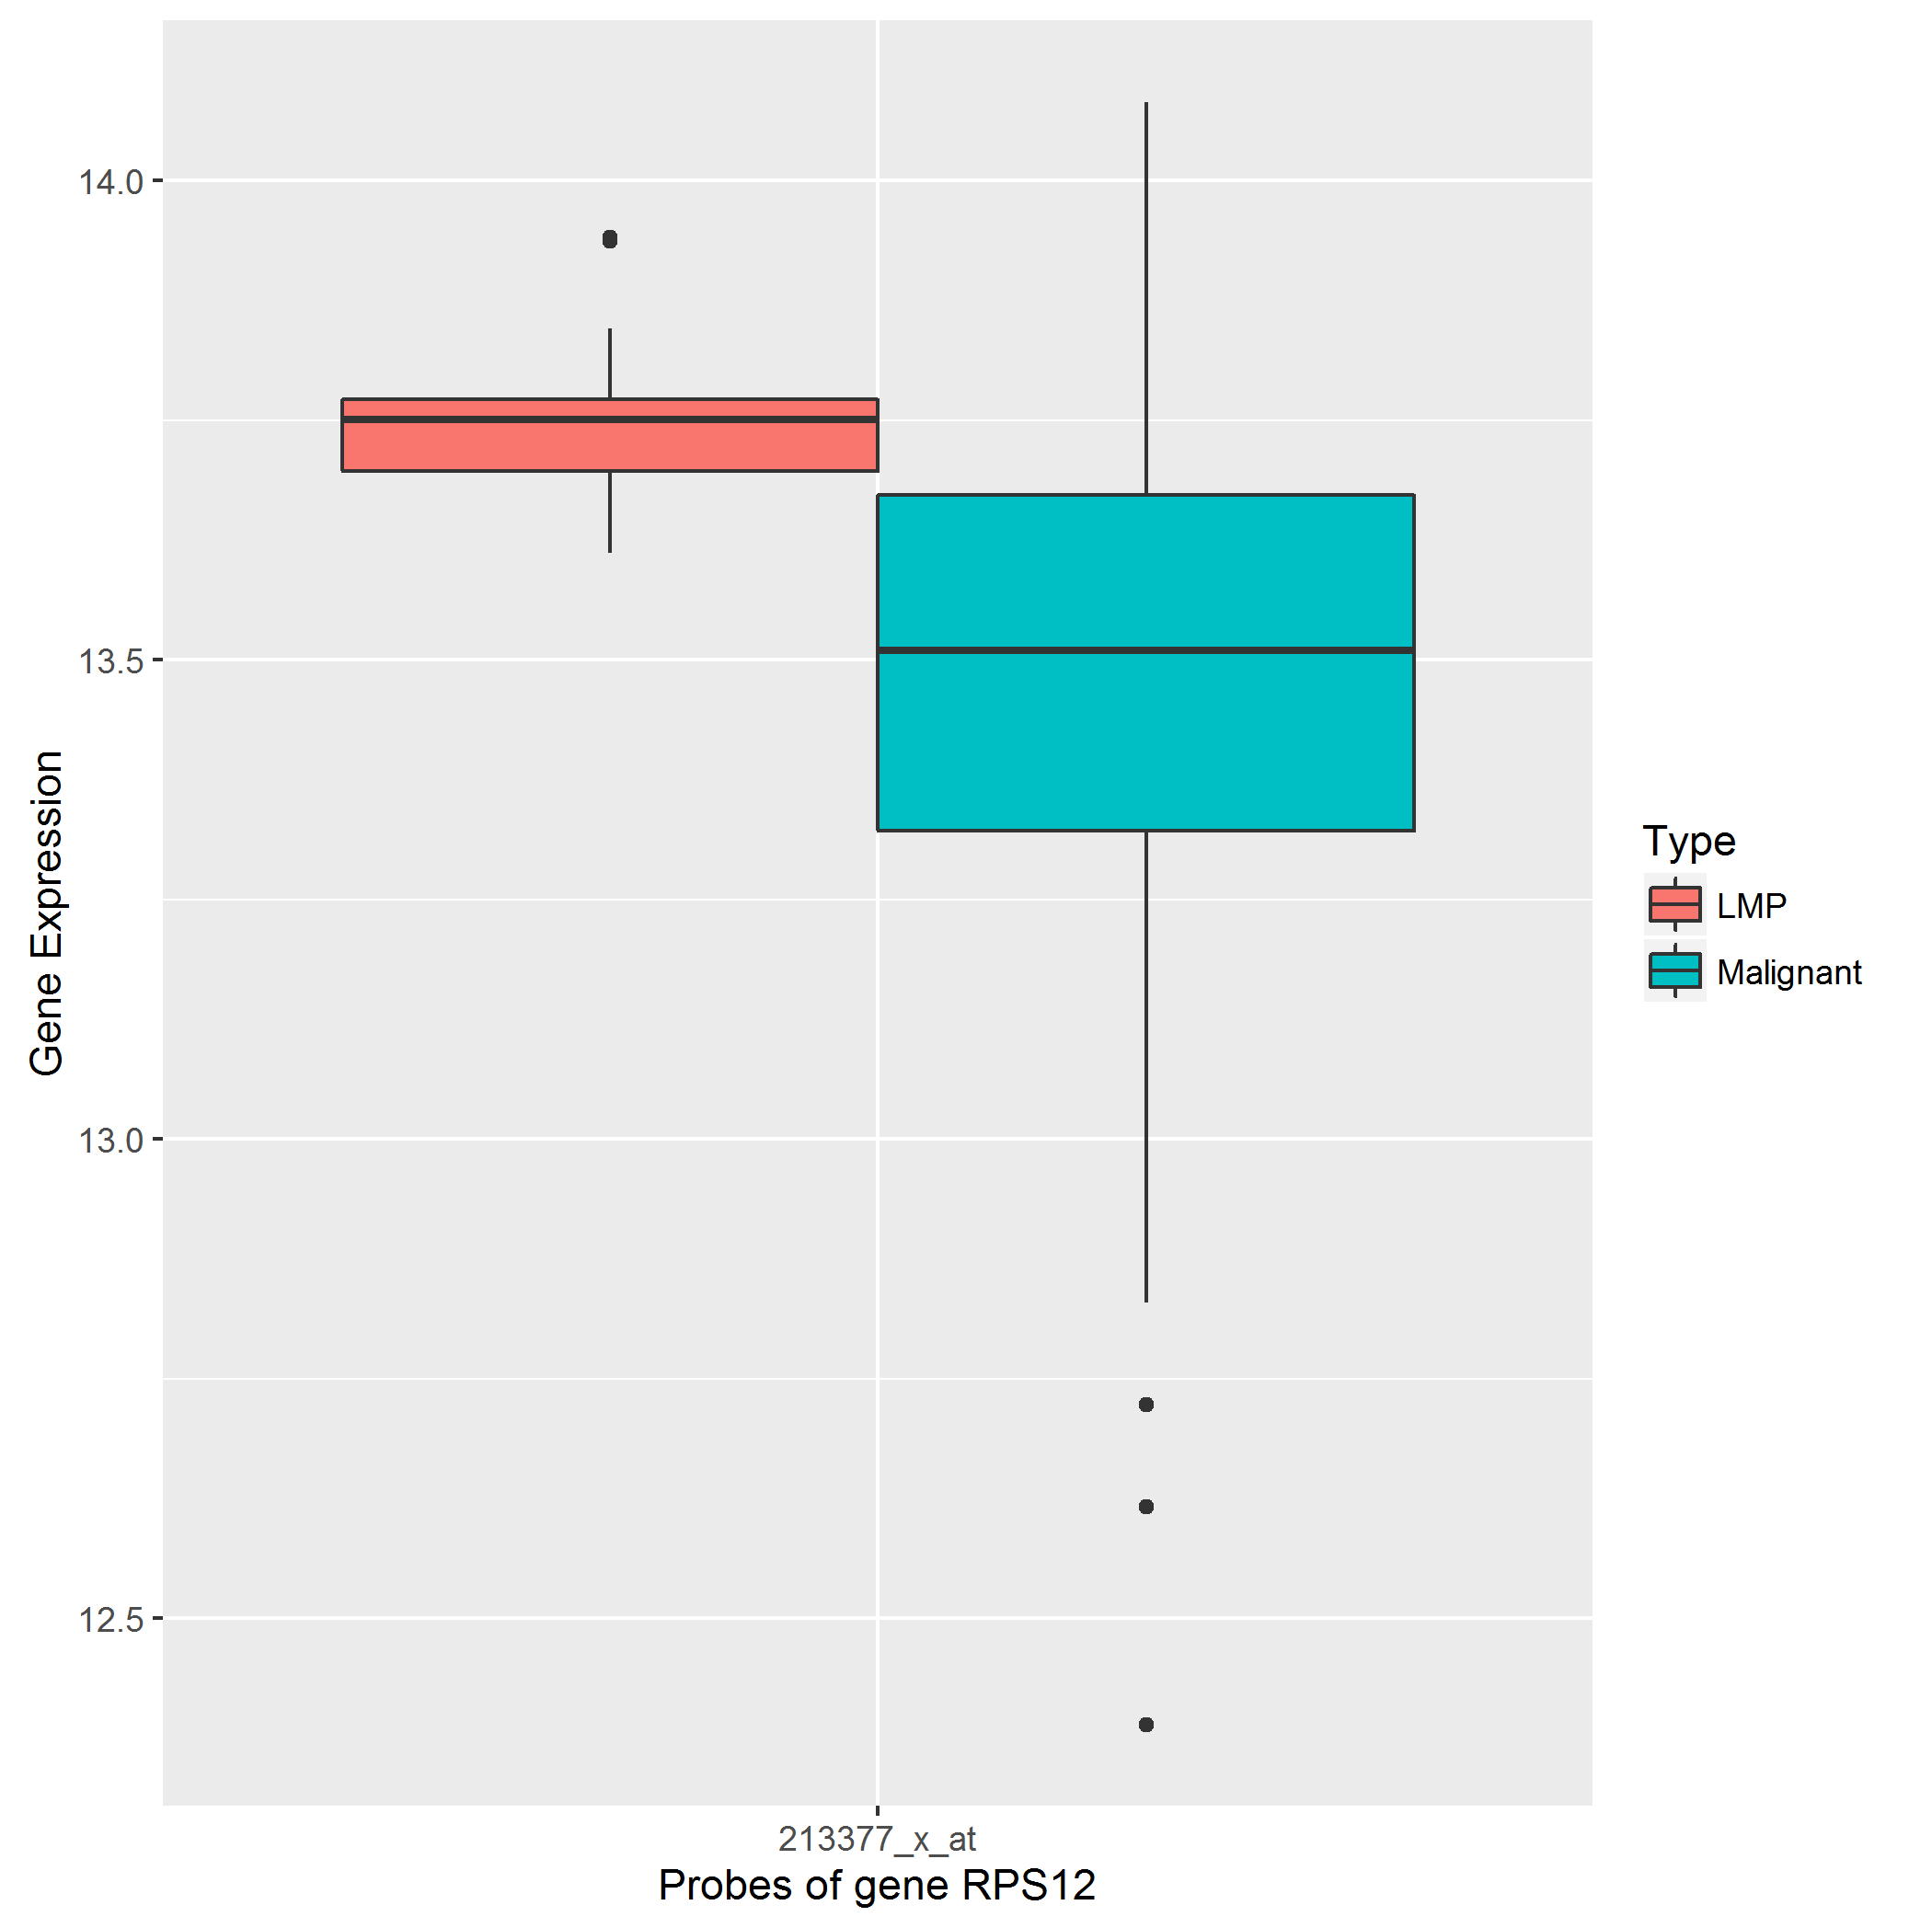 14.0
13.5
13.0
12.5
Gene Expression
213377_x_at
Probes of gene RPS12
Type
LMP
Malignant